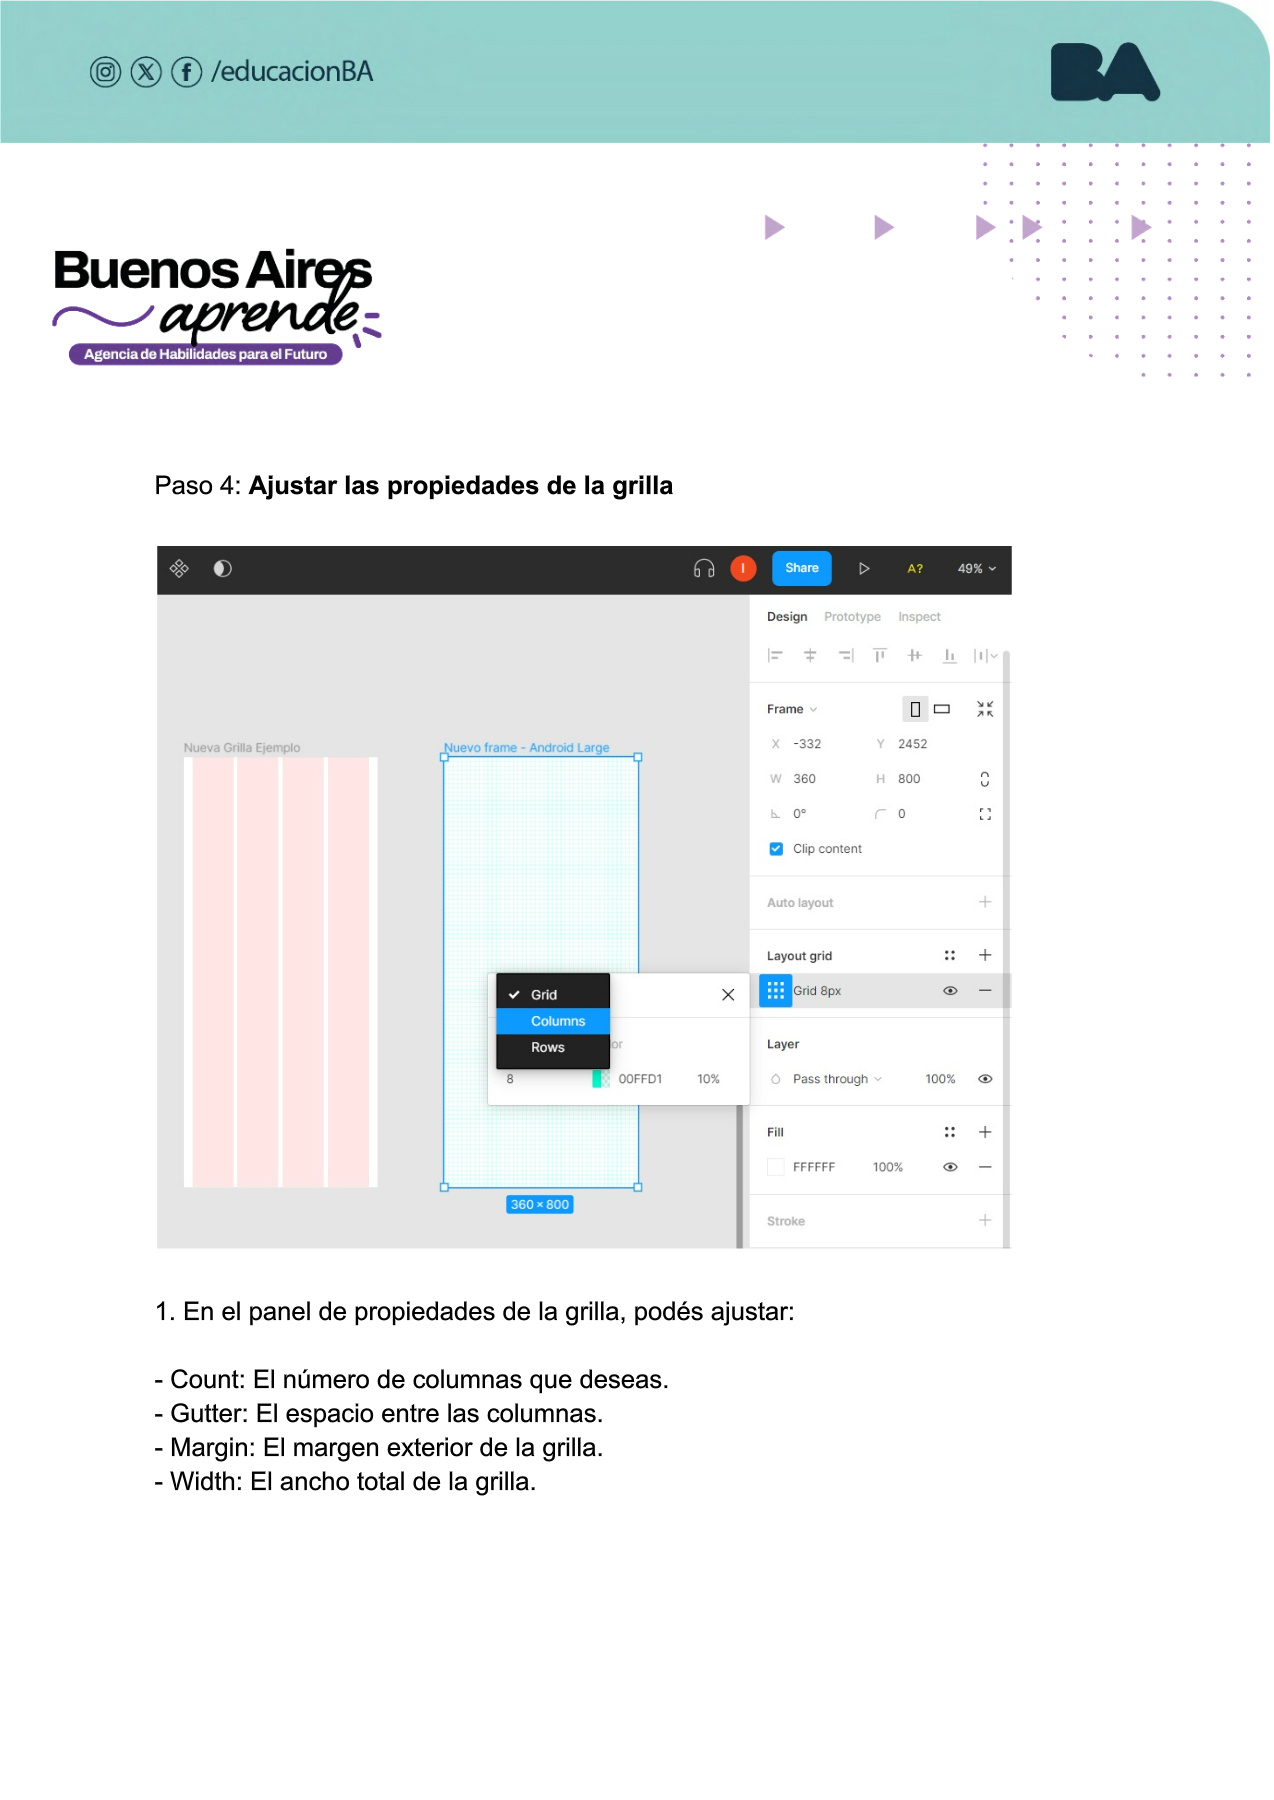 /educacionBA
BA
Buenos Aires
aprende
Agencia de Habilidades para el Futuro
Paso 4: Ajustar las propiedades de la grilla
I
Share
A?
49%
Design Prototype Inspect
Frame
X -332 Y 2452
W 360 H 800
0° 0
Clip content
Auto layout
Layout grid
Grid 8px
Layer
Pass through 100%
Fill
FFFFFF 100%
Stroke
Nueva Grilla Ejemplo
Nuevo frame - Android Large
Grid
Columns
Rows
or
8 00FFD1 10%
360 × 800
1. En el panel de propiedades de la grilla, podés ajustar:
- Count: El número de columnas que deseas.
- Gutter: El espacio entre las columnas.
- Margin: El margen exterior de la grilla.
- Width: El ancho total de la grilla.